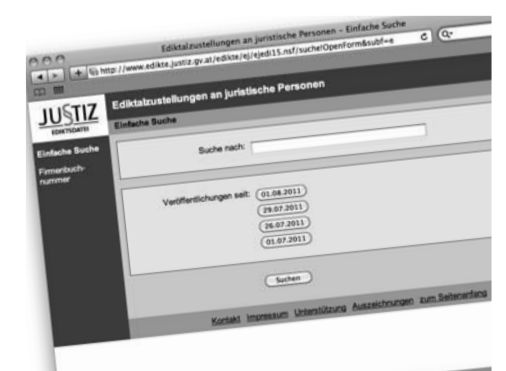 Ediktalzustellungen an juristische Personen - Einfache Suche
http://www.edikte.justiz.gv.at/edikte/ej/ejedi15.nsf/suche!OpenForm&subf=e
JUSTIZ
EDIKTSDATEI
Ediktalzustellungen an juristische Personen
Einfache Suche
Einfache Suche
Firmenbuch-
nummer
Suche nach:
Veröffentlichungen seit: 01.08.2011
29.07.2011
26.07.2011
01.07.2011
Suchen
Kontakt Impressum Unterstützung Auszeichnungen zum Seitenanfang